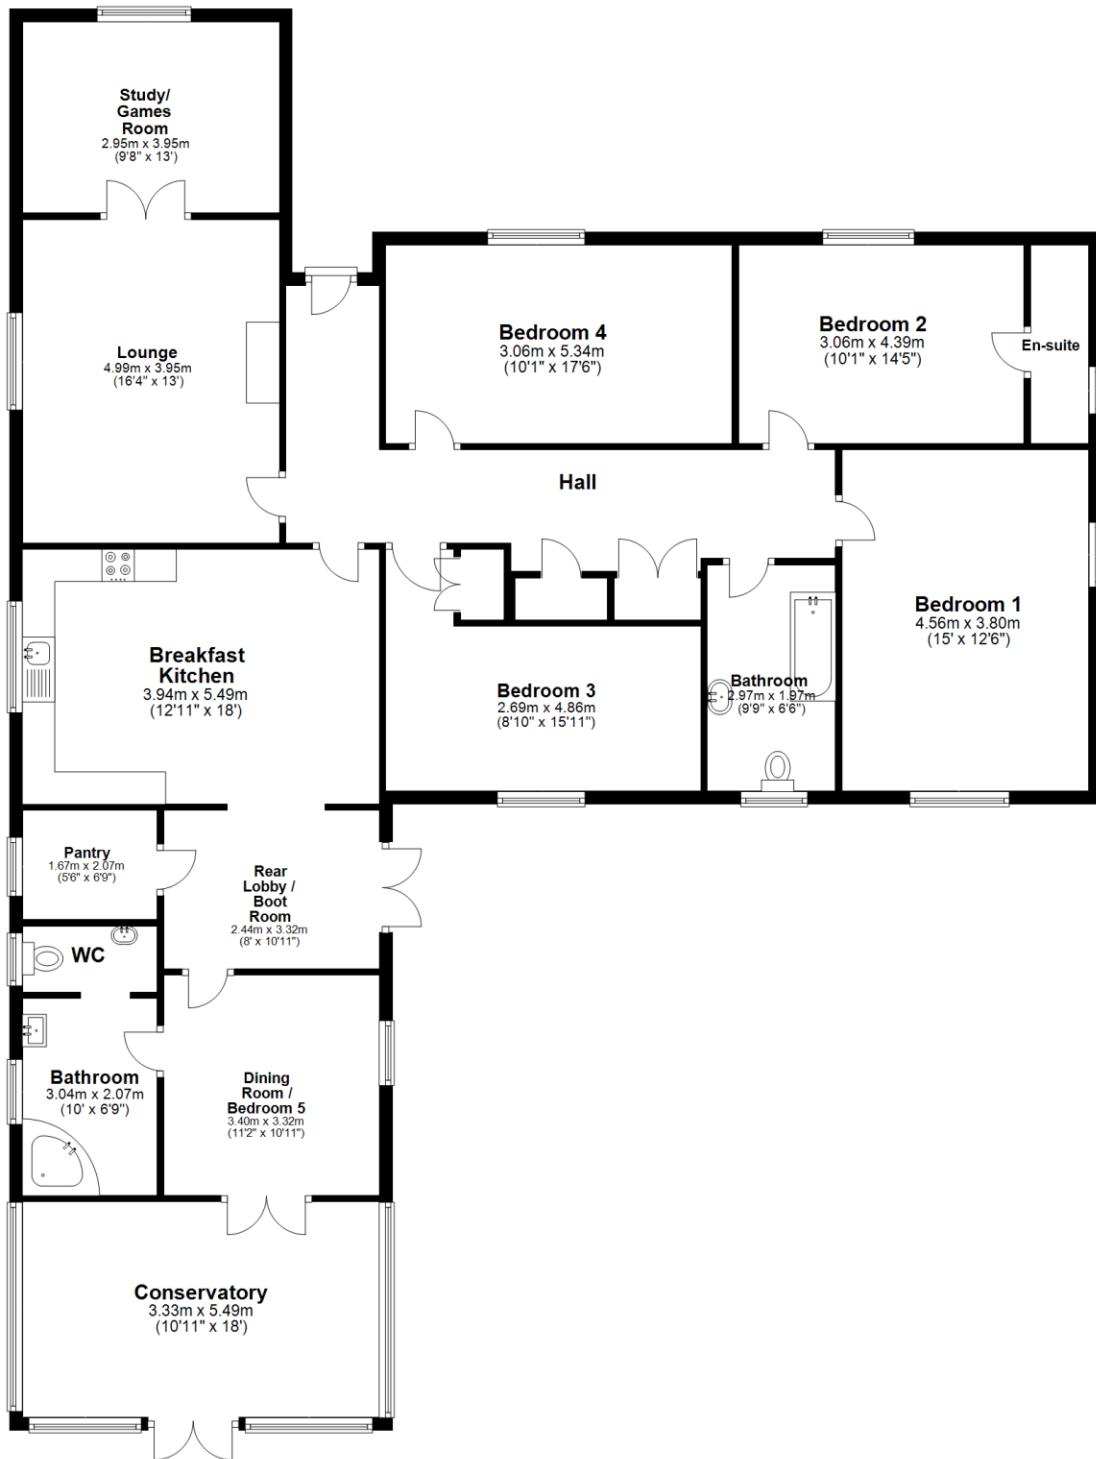 Study/
Games
Room
2.95m x 3.95m
(9'8" x 13')
Lounge
4.99m x 3.95m
(16'4" x 13')
Bedroom 4
3.06m x 5.34m
(10'1" x 17'6")
Bedroom 2
3.06m x 4.39m
(10'1" x 14'5")
En-suite
Hall
Breakfast
Kitchen
3.94m x 5.49m
(12'11" x 18')
Bedroom 3
2.69m x 4.86m
(8'10" x 15'11")
Bathroom
2.97m x 1.97m
(9'9" x 6'6")
Bedroom 1
4.56m x 3.80m
(15' x 12'6")
Pantry
1.67m x 2.07m
(5'6" x 6'9")
Rear
Lobby /
Boot
Room
2.44m x 3.32m
(8' x 10'11")
WC
Bathroom
3.04m x 2.07m
(10' x 6'9")
Dining
Room /
Bedroom 5
3.40m x 3.32m
(11'2" x 10'11")
Conservatory
3.33m x 5.49m
(10'11" x 18')